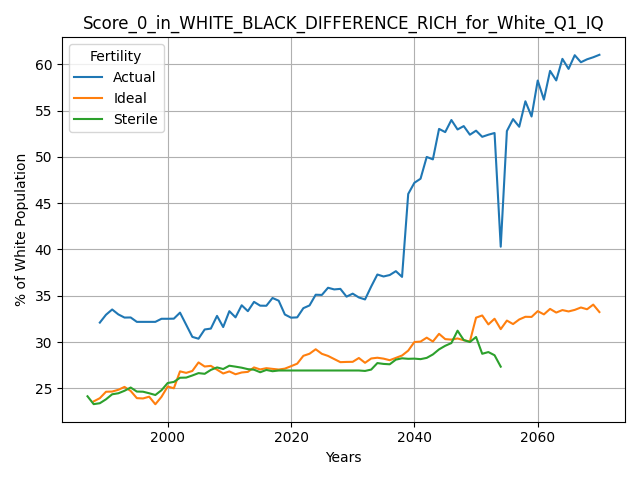 Score_0_in_WHITE_BLACK_DIFFERENCE_RICH_for_White_Q1_IQ
Fertility
Actual
Ideal
Sterile
% of White Population
60
55
50
45
40
35
30
25
2000
2020
2040
2060
Years